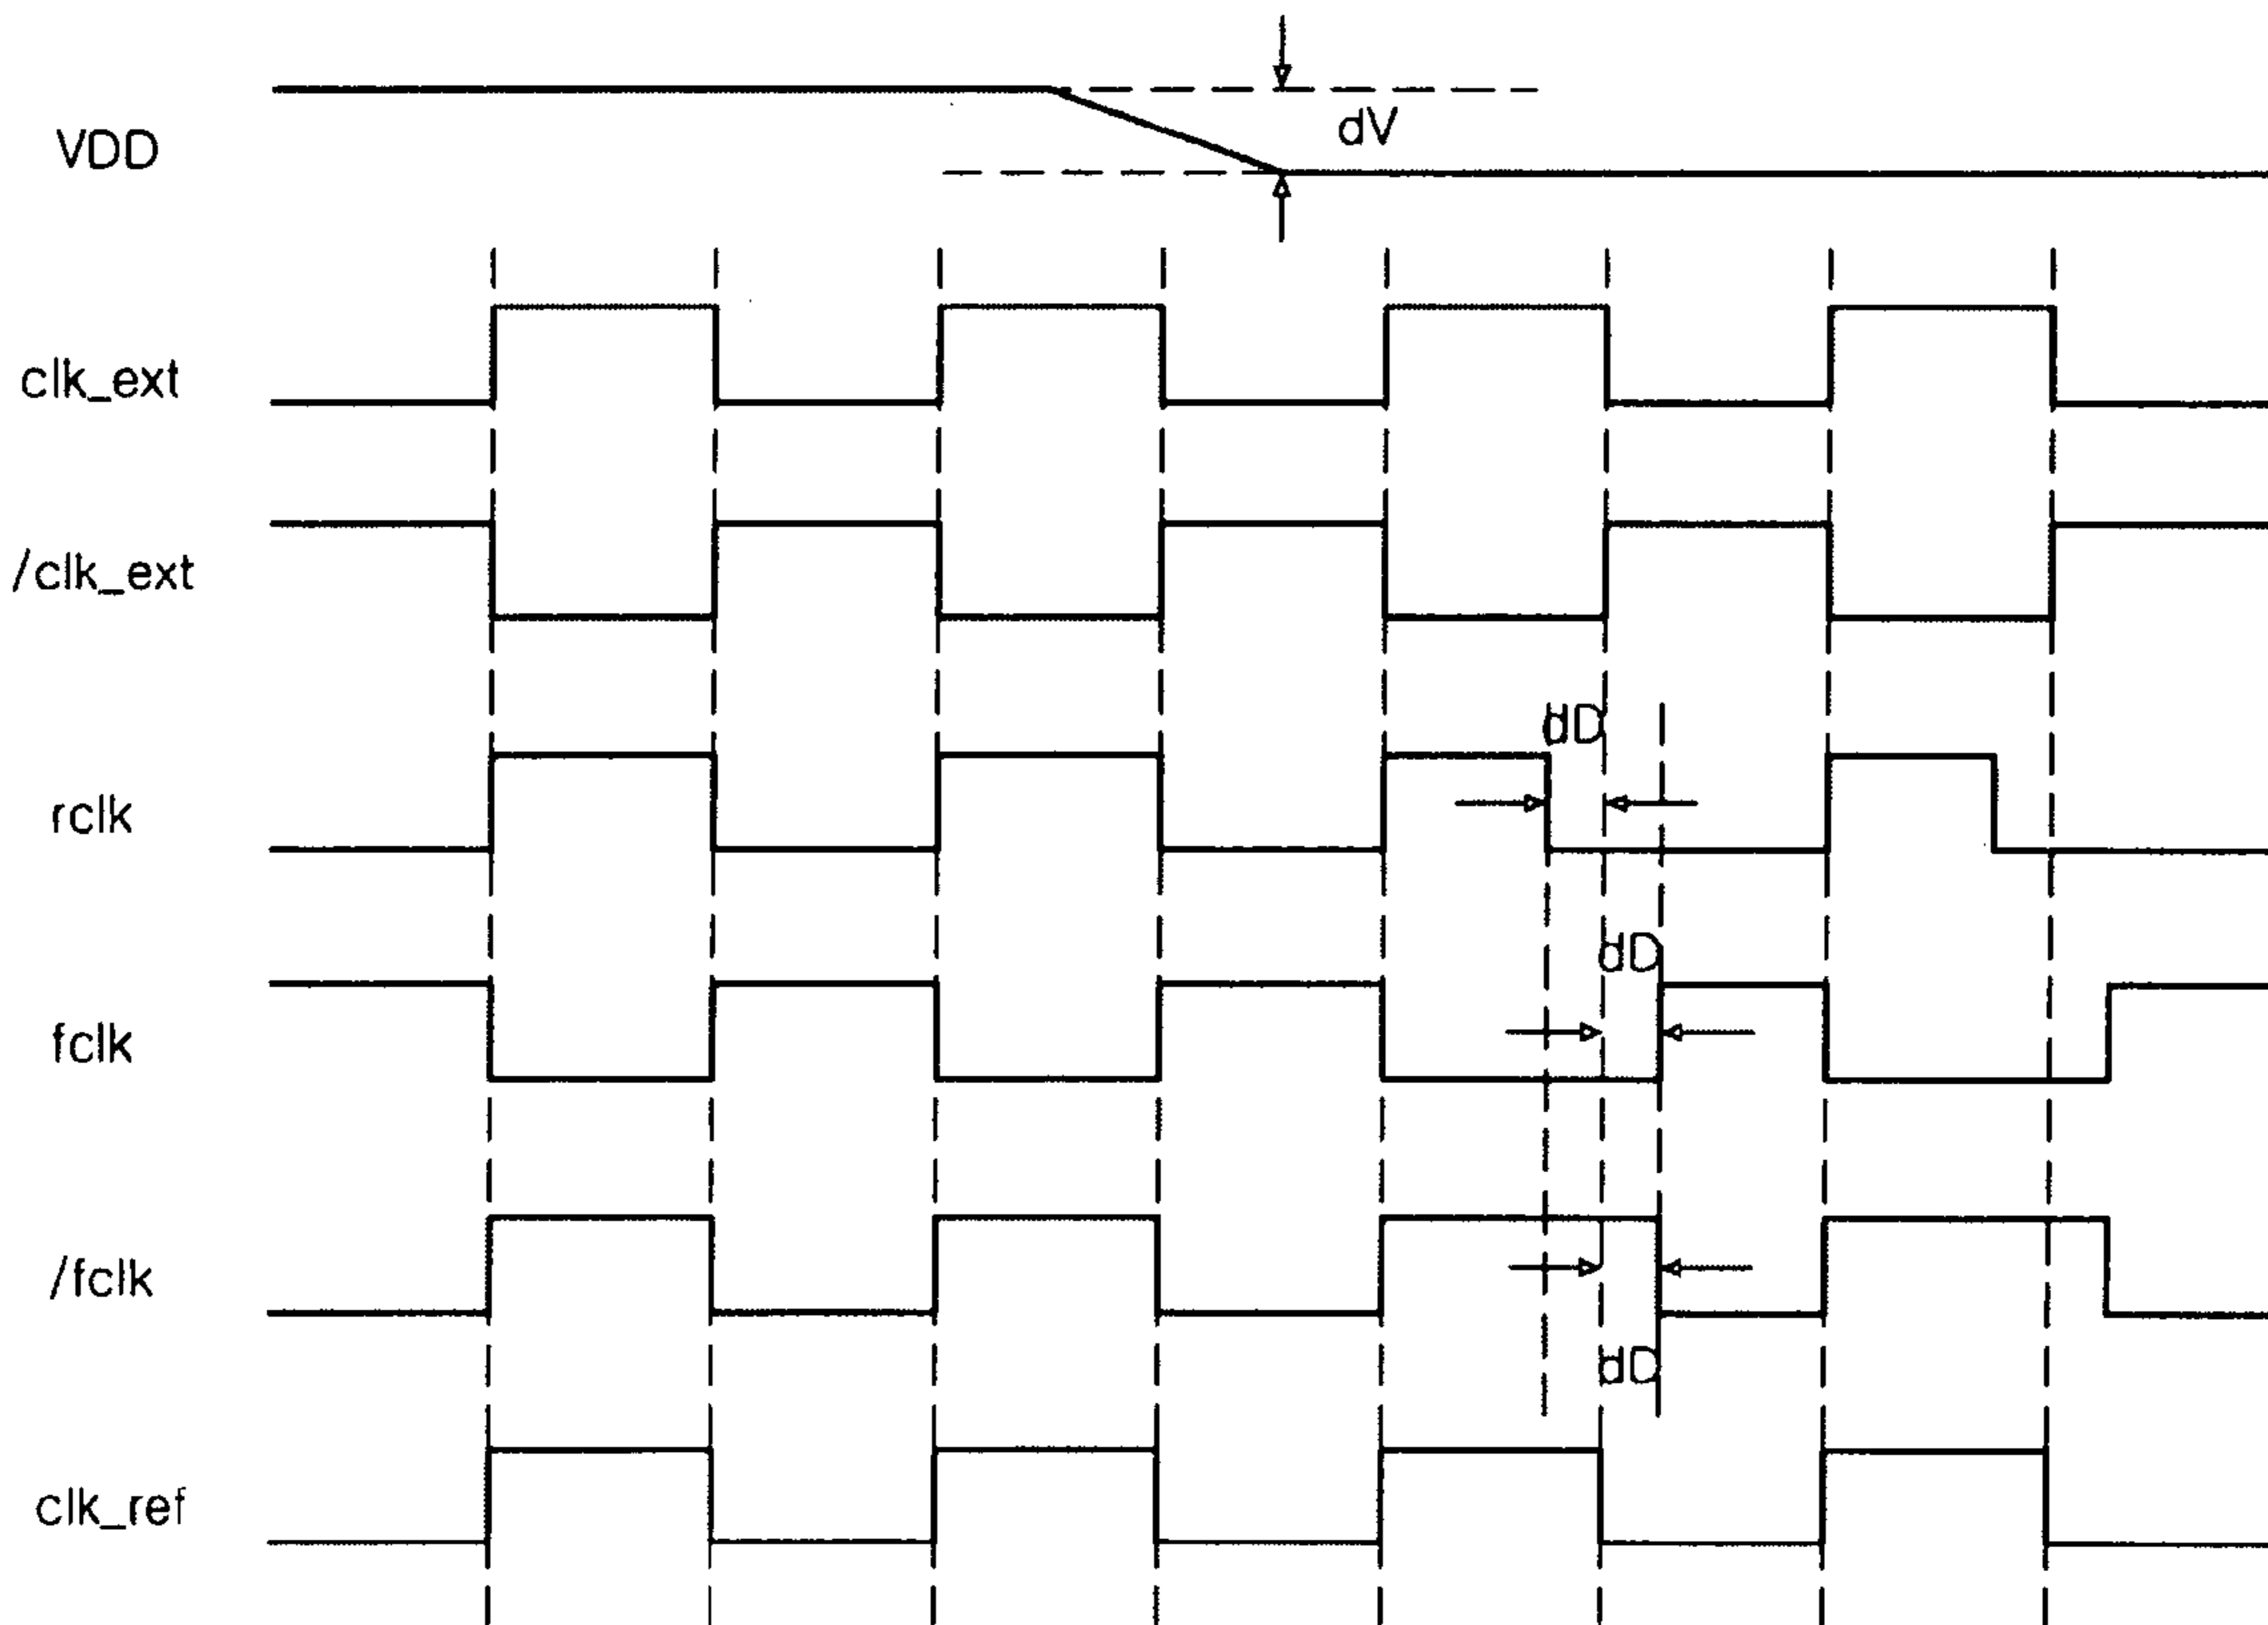 dV
VDD
clk_ext
/clk_ext
dD
rclk
dD
fclk
/fclk
dD
clk_ref